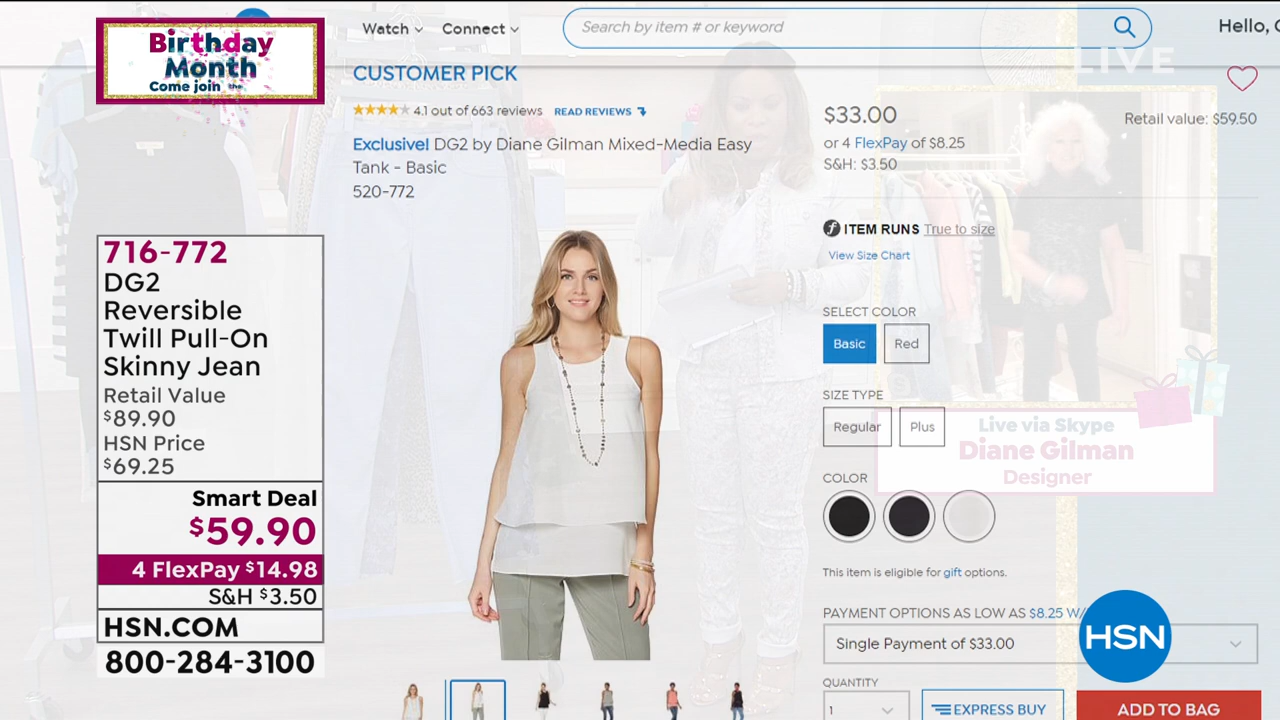 Birthday
Month
Come join the
716-772
DG2
Reversible
Twill Pull-On
Skinny Jean
Retail Value
$89.90
HSN Price
$69.25
Smart Deal
$59.90
4 FlexPay $14.98
S&H $3.50
HSN.COM
800-284-3100
Watch
Connect
Search by item # or keyword
Hello,
LIVE
CUSTOMER PICK
4.1 out of 663 reviews READ REVIEWS
Exclusive! DG2 by Diane Gilman Mixed-Media Easy
Tank - Basic
520-772
$33.00
Retail value: $59.50
or 4 FlexPay of $8.25
S&H: $3.50
ITEM RUNS True to size
View Size Chart
SELECT COLOR
Basic Red
SIZE TYPE
Regular Plus
Live via Skype
Diane Gilman
Designer
COLOR
This item is eligible for gift options.
PAYMENT OPTIONS AS LOW AS $8.25 W/
Single Payment of $33.00
HSN
QUANTITY
1
EXPRESS BUY
ADD TO BAG